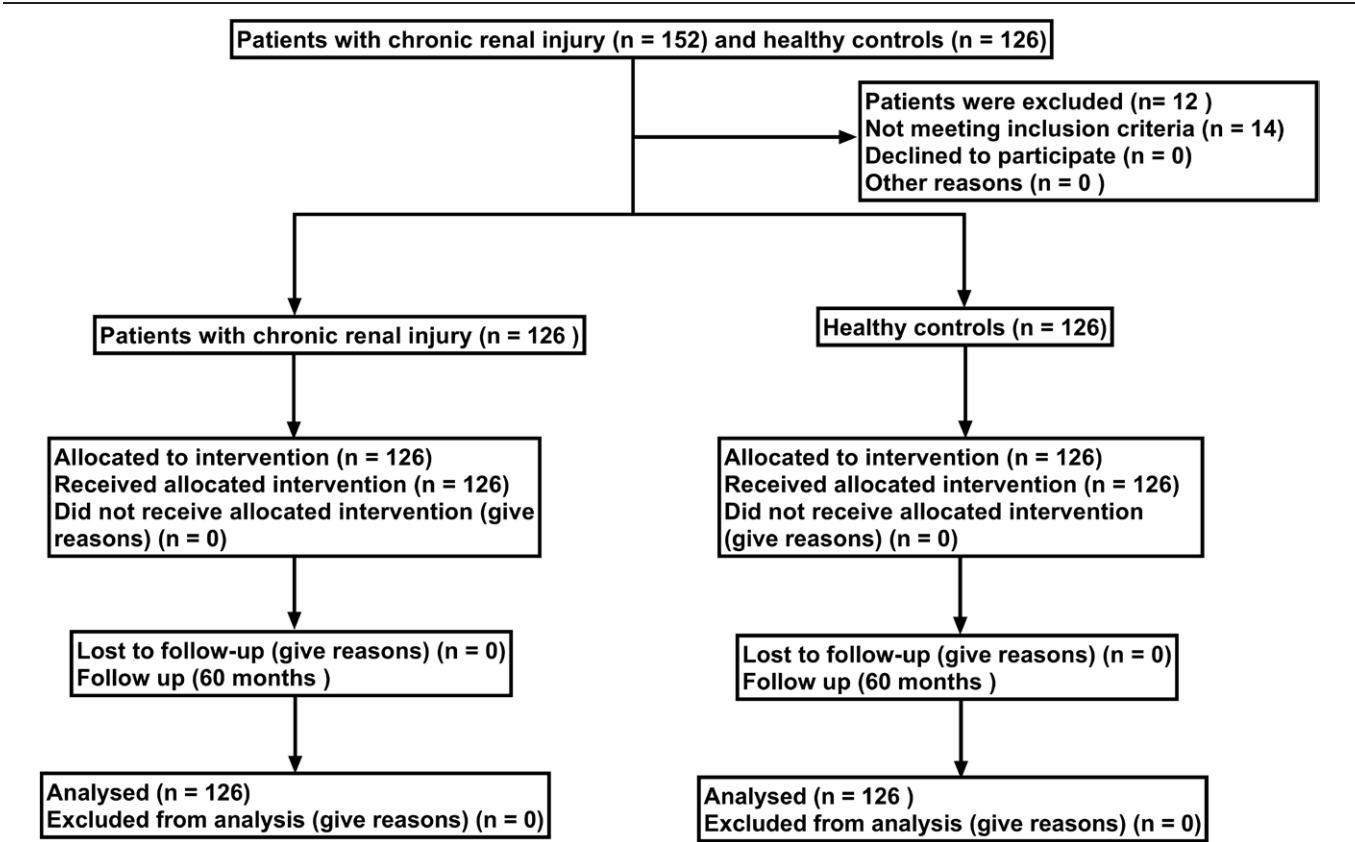 Patients with chronic renal injury (n = 152) and healthy controls (n = 126)
Patients were excluded (n= 12 )
Not meeting inclusion criteria (n = 14)
Declined to participate (n = 0)
Other reasons (n = 0 )
Patients with chronic renal injury (n = 126 )
Healthy controls (n = 126)
Allocated to intervention (n = 126)
Received allocated intervention (n = 126)
Did not receive allocated intervention (give
reasons) (n = 0)
Allocated to intervention (n = 126)
Received allocated intervention (n = 126)
Did not receive allocated intervention
(give reasons) (n = 0)
Lost to follow-up (give reasons) (n = 0)
Follow up (60 months )
Lost to follow-up (give reasons) (n = 0)
Follow up (60 months )
Analysed (n = 126)
Excluded from analysis (give reasons) (n = 0)
Analysed (n = 126 )
Excluded from analysis (give reasons) (n = 0)